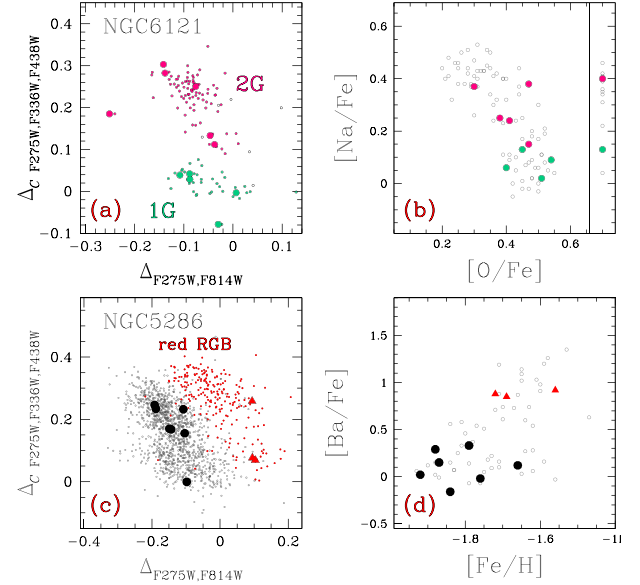 NGC6121
2G
1G
(a)
Δ_C F275W,F336W,F438W
0.4
0.3
0.2
0.1
0
−0.1
−0.3
−0.2
−0.1
0
0.1
Δ_F275W,F814W
(b)
[Na/Fe]
0.6
0.4
0.2
0
0.2
0.4
0.6
[O/Fe]
NGC5286
red RGB
(c)
Δ_C F275W,F336W,F438W
0.4
0.2
0
−0.4
−0.2
0
0.2
Δ_F275W,F814W
(d)
[Ba/Fe]
1.5
1
0.5
0
−0.5
−1.8
−1.6
[Fe/H]